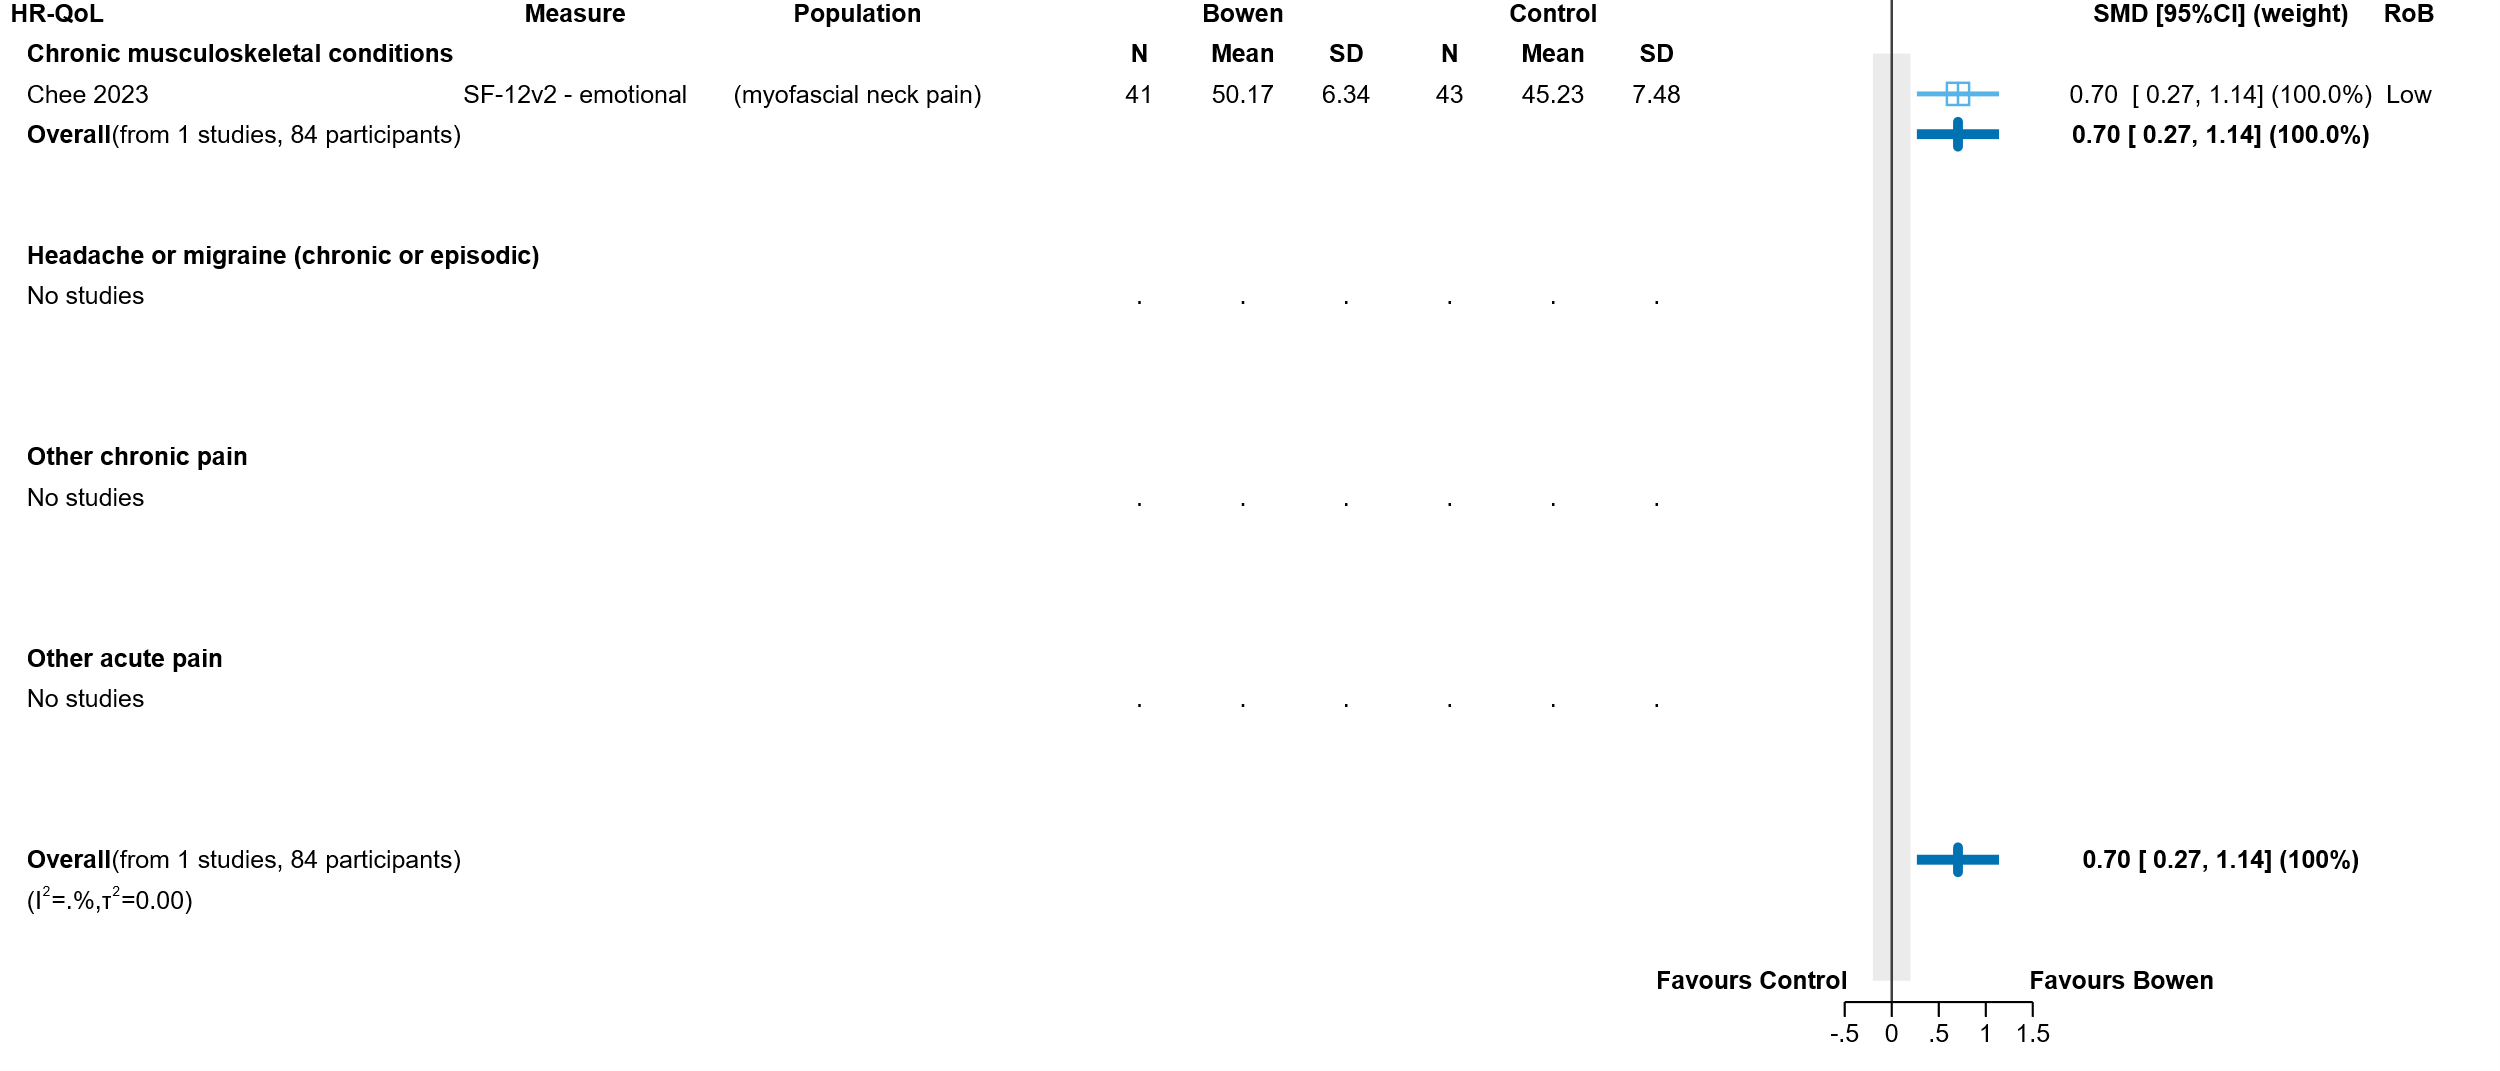 HR-QoL Measure Population Bowen Control SMD [95%CI] (weight) RoB
Chronic musculoskeletal conditions N Mean SD N Mean SD
Chee 2023 SF-12v2 - emotional (myofascial neck pain) 41 50.17 6.34 43 45.23 7.48 0.70 [ 0.27, 1.14] (100.0%) Low
Overall(from 1 studies, 84 participants) 0.70 [ 0.27, 1.14] (100.0%)
Headache or migraine (chronic or episodic)
No studies . . . . . .
Other chronic pain
No studies . . . . . .
Other acute pain
No studies . . . . . .
Overall(from 1 studies, 84 participants) 0.70 [ 0.27, 1.14] (100%)
(I²=.%,τ²=0.00)
Favours Control Favours Bowen
-.5 0 .5 1 1.5